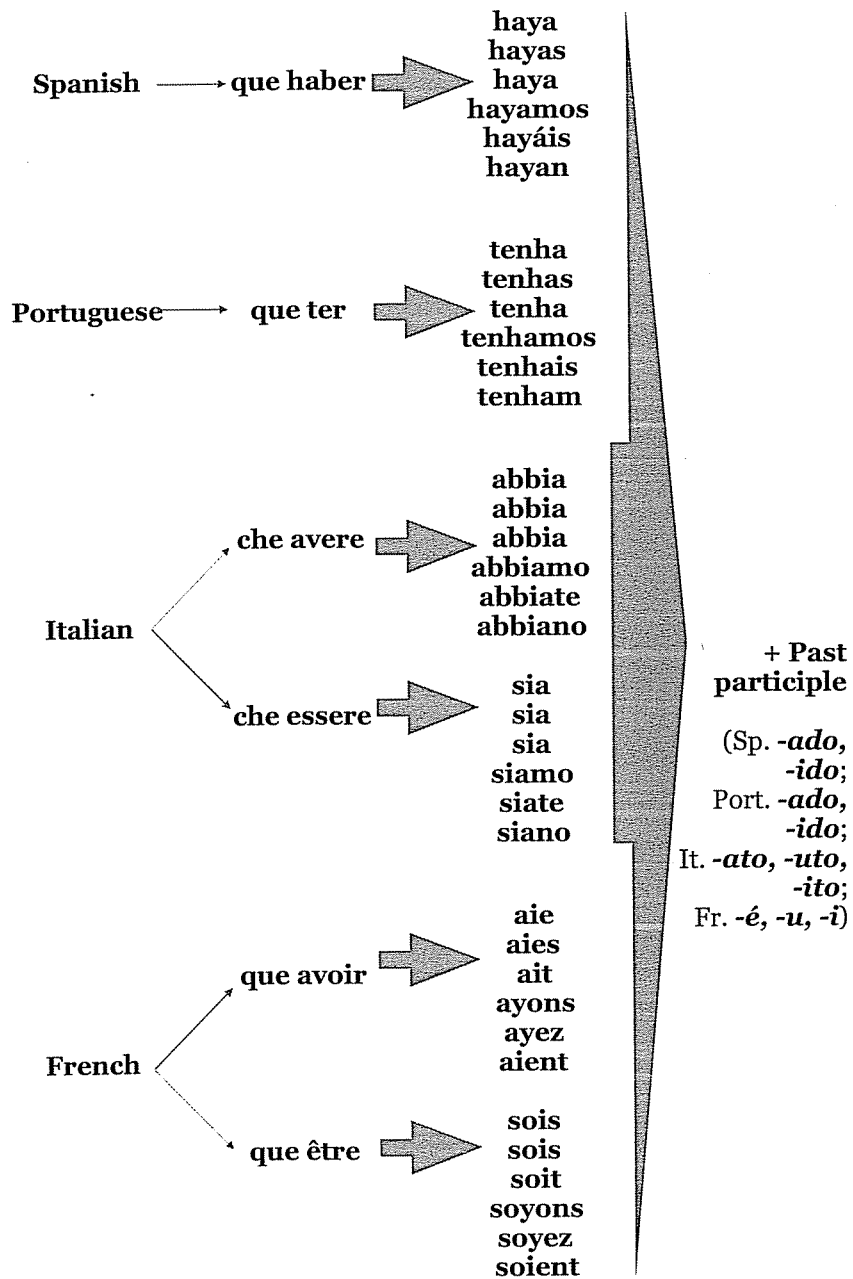 Spanish
que haber
haya
hayas
haya
hayamos
hayáis
hayan
Portuguese
que ter
tenha
tenhas
tenha
tenhamos
tenhais
tenham
Italian
che avere
abbia
abbia
abbia
abbiamo
abbiate
abbiano
che essere
sia
sia
sia
siamo
siate
siano
French
que avoir
aie
aies
ait
ayons
ayez
aient
que être
sois
sois
soit
soyons
soyez
soient
+ Past
participle
(Sp. -ado,
-ido;
Port. -ado,
-ido;
It. -ato, -uto,
-ito;
Fr. -é, -u, -i)